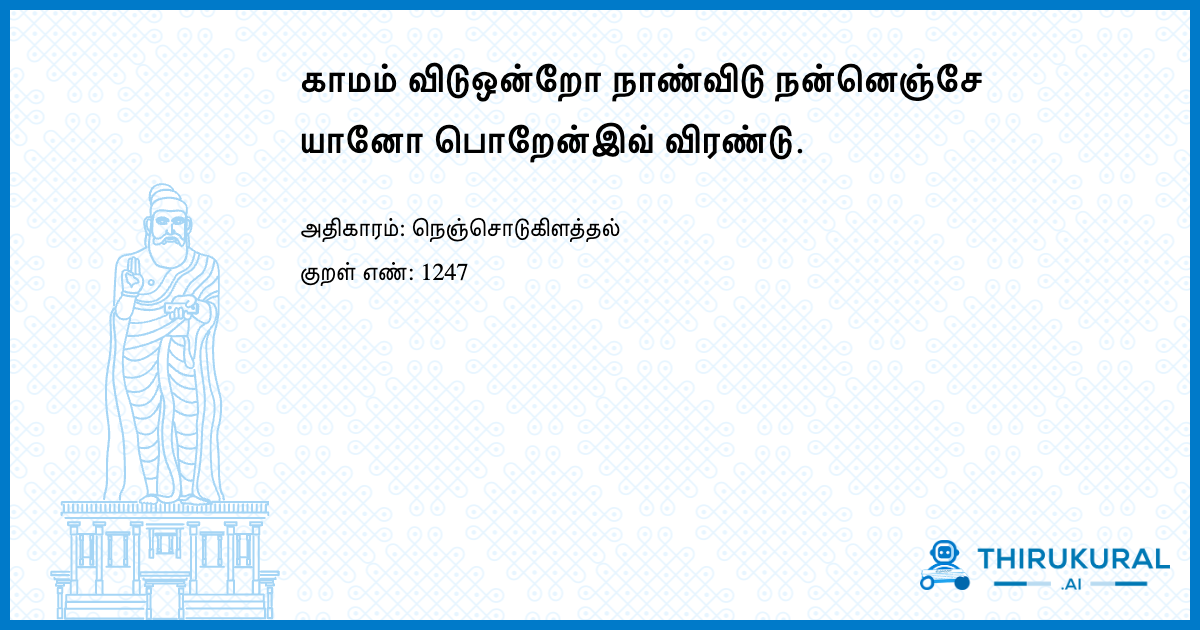 காமம் விடுஒன்றோ நாண்விடு நன்னெஞ்சே
யானோ பொறேன்இவ் விரண்டு.
அதிகாரம்: நெஞ்சொடுகிளத்தல்
குறள் எண்: 1247
THIRUKURAL
.AI